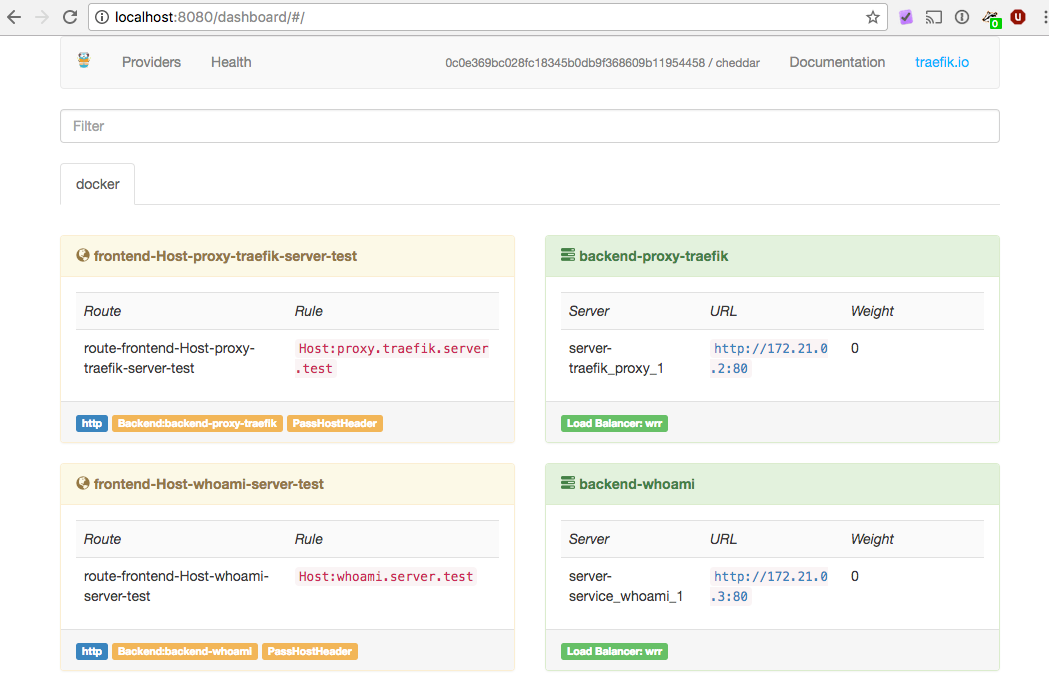 localhost:8080/dashboard/#/
0
Providers Health 0c0e369bc028fc18345b0db9f368609b11954458 / cheddar Documentation traefik.io
Filter
docker
frontend-Host-proxy-traefik-server-test
Route Rule
route-frontend-Host-proxy- Host:proxy.traefik.server
traefik-server-test .test
http Backend:backend-proxy-traefik PassHostHeader
backend-proxy-traefik
Server URL Weight
server- http://172.21.0 0
traefik_proxy_1 .2:80
Load Balancer: wrr
frontend-Host-whoami-server-test
Route Rule
route-frontend-Host-whoami- Host:whoami.server.test
server-test
http Backend:backend-whoami PassHostHeader
backend-whoami
Server URL Weight
server- http://172.21.0 0
service_whoami_1 .3:80
Load Balancer: wrr